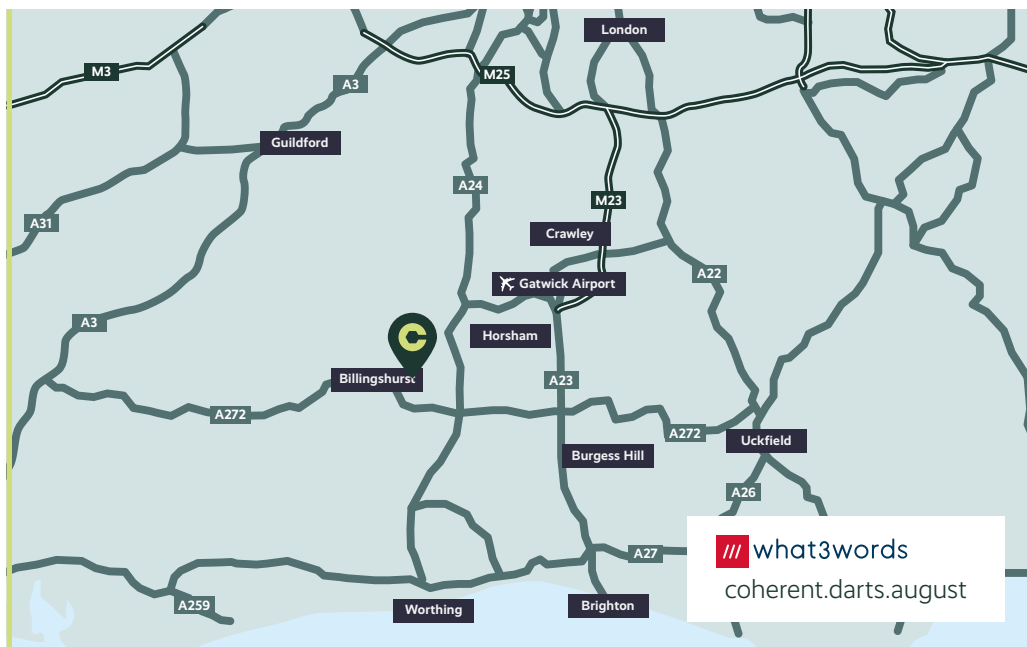 London
M3
M25
A3
Guildford
A24
M23
A31
Crawley
A22
Gatwick Airport
A3
Horsham
Billingshurst
A23
A272
A272
Uckfield
Burgess Hill
A26
what3words
A27
coherent.darts.august
A259
Worthing
Brighton